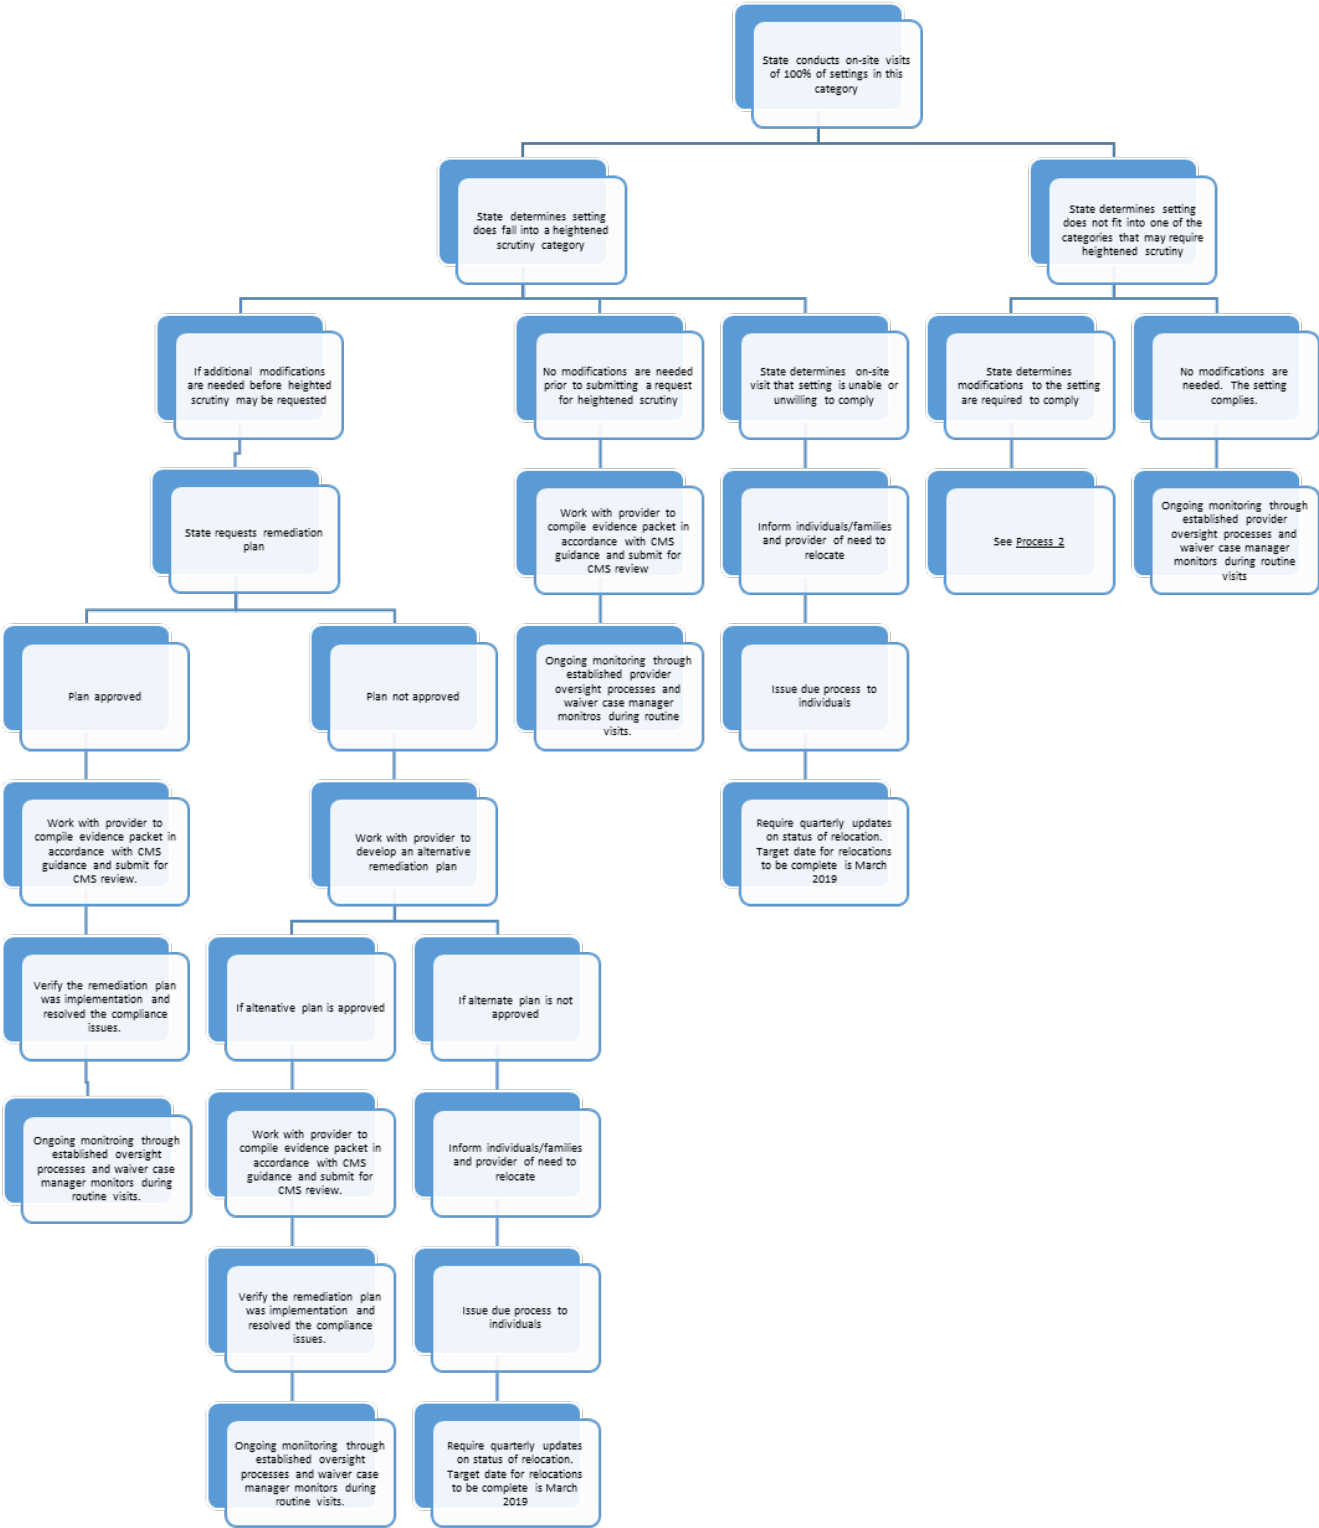 State conducts on-site visits
of 100% of settings in this
category
State determines setting
does fall into a heightened
scrutiny category
State determines setting
does not fit into one of the
categories that may require
heightened scrutiny
If additional modifications
are needed before heighted
scrutiny may be requested
No modifications are needed
prior to submitting a request
for heightened scrutiny
State determines on-site
visit that setting is unable or
unwilling to comply
State determines
modifications to the setting
are required to comply
No modifications are
needed. The setting
complies.
State requests remediation
plan
Work with provider to
compile evidence packet in
accordance with CMS
guidance and submit for
CMS review
Inform individuals/families
and provider of need to
relocate
See Process 2
Ongoing monitoring through
established provider
oversight processes and
waiver case manager
monitors during routine
visits
Plan approved
Plan not approved
Ongoing monitoring through
established provider
oversight processes and
waiver case manager
monitros during routine
visits.
Issue due process to
individuals
Work with provider to
compile evidence packet in
accordance with CMS
guidance and submit for
CMS review.
Work with provider to
develop an alternative
remediation plan
Require quarterly updates
on status of relocation.
Target date for relocations
to be complete is March
2019
Verify the remediation plan
was implementation and
resolved the compliance
issues.
If altenative plan is approved
If alternate plan is not
approved
Ongoing monitroing through
established oversight
processes and waiver case
manager monitors during
routine visits.
Work with provider to
compile evidence packet in
accordance with CMS
guidance and submit for
CMS review.
Inform individuals/families
and provider of need to
relocate
Verify the remediation plan
was implementation and
resolved the compliance
issues.
Issue due process to
individuals
Ongoing moniitoring through
established oversight
processes and waiver case
manager monitors during
routine visits.
Require quarterly updates
on status of relocation.
Target date for relocations
to be complete is March
2019